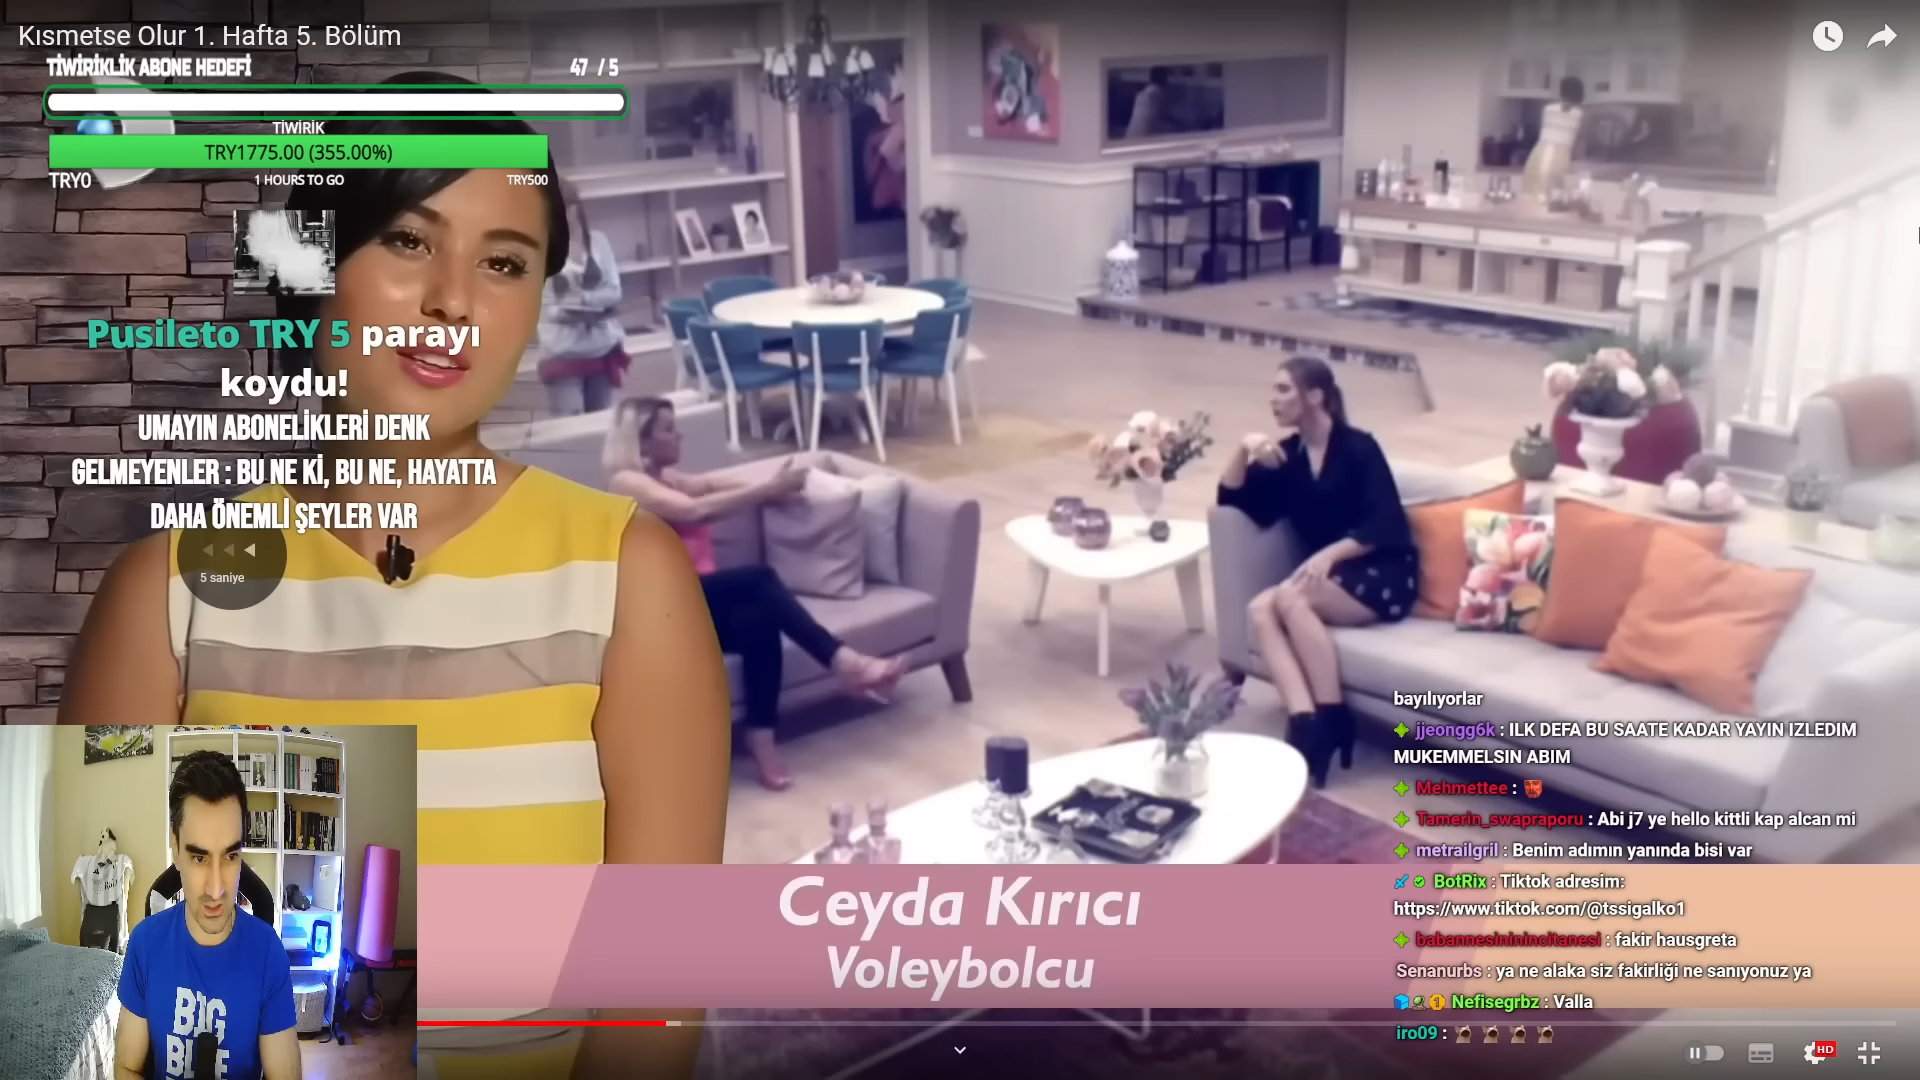 Kısmetse Olur 1. Hafta 5. Bölüm
TİWİRİKLİK ABONE HEDEFİ
47 / 5
TİWİRİK
TRY1775.00 (355.00%)
TRY0
1 HOURS TO GO
TRY500
Pusileto TRY 5 parayı
koydu!
UMAYIN ABONELİKLERİ DENK
GELMEYENLER : BU NE Kİ, BU NE, HAYATTA
DAHA ÖNEMLİ ŞEYLER VAR
5 saniye
bayılıyorlar
jjeongg6k : ILK DEFA BU SAATE KADAR YAYIN IZLEDIM
MUKEMMELSIN ABIM
Mehmettee :
Tamerin_swapraporu : Abi j7 ye hello kittli kap alcan mi
metrailgril : Benim adımın yanında bisi var
BotRix : Tiktok adresim:
https://www.tiktok.com/@tssigalko1
babannesinininincitanesi : fakir hausgreta
Senanurbs : ya ne alaka siz fakirliği ne sanıyonuz ya
Nefisegrbz : Valla
iro09 :
Ceyda Kırıcı
Voleybolcu
BIG
BLUE
HD